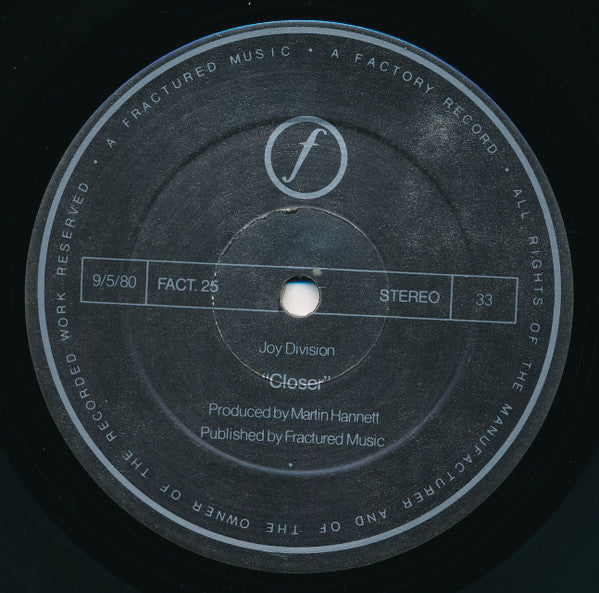 A FRACTURED MUSIC • A FACTORY RECORD • ALL RIGHTS OF THE MANUFACTURER AND OF THE OWNER OF THE RECORDED WORK RESERVED •
f
9/5/80 FACT. 25 STEREO 33
Joy Division
“Closer”
Produced by Martin Hannett
Published by Fractured Music